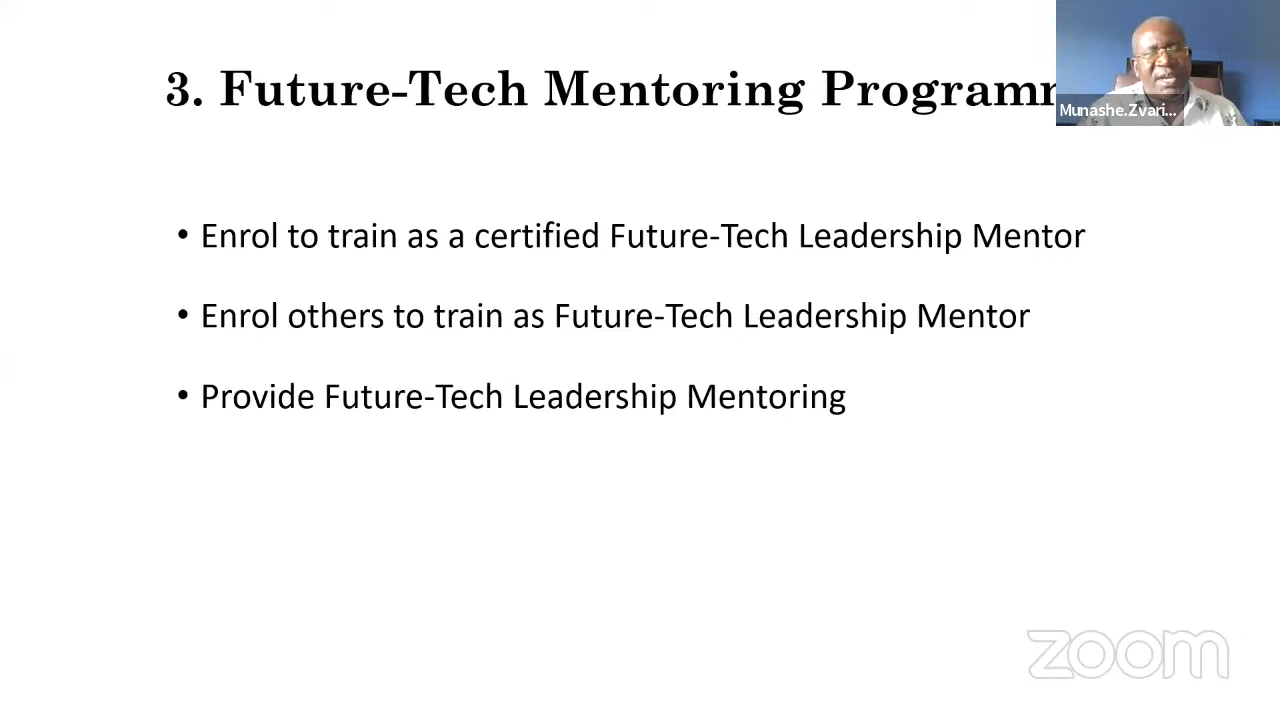 3. Future-Tech Mentoring Program
Munashe.Zvari...
• Enrol to train as a certified Future-Tech Leadership Mentor
• Enrol others to train as Future-Tech Leadership Mentor
• Provide Future-Tech Leadership Mentoring
zoom